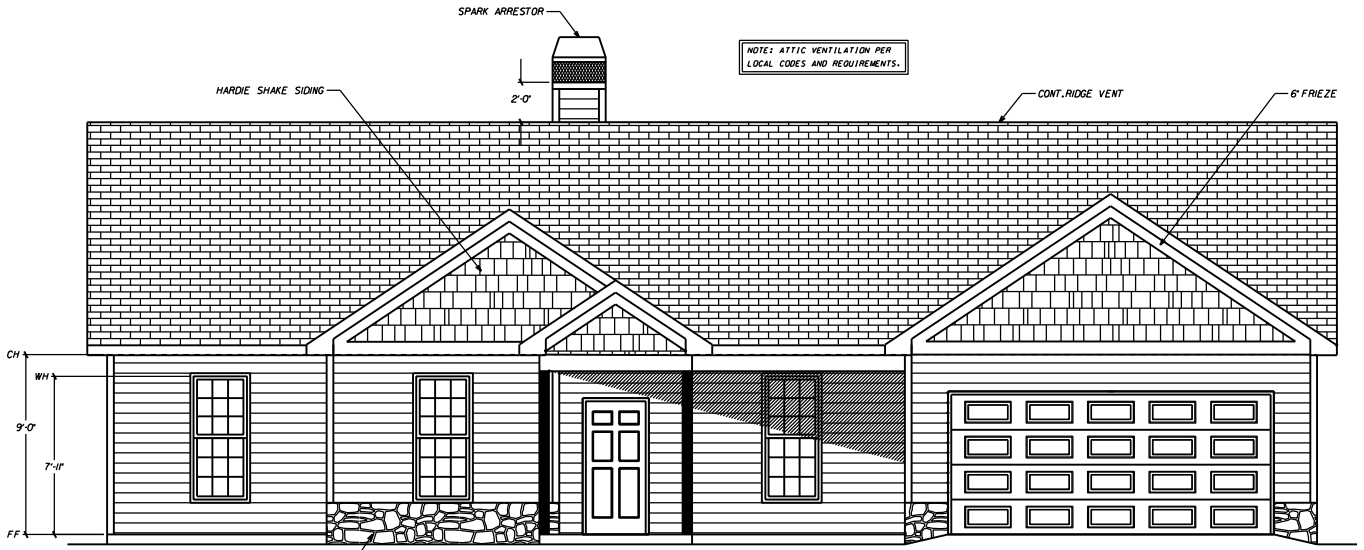 SPARK ARRESTOR
NOTE: ATTIC VENTILATION PER
LOCAL CODES AND REQUIREMENTS.
HARDIE SHAKE SIDING
2'-0"
CONT.RIDGE VENT
6" FRIEZE
CH
WH
9'-0"
7'-11"
FF